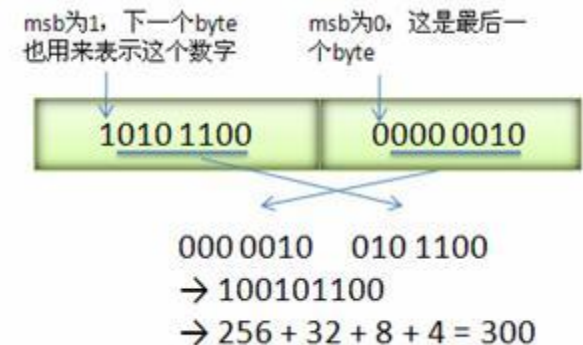 msb为1，下一个byte
也用来表示这个数字
msb为0，这是最后一
个byte
1010 1100
0000 0010
000 0010 010 1100
→ 100101100
→ 256 + 32 + 8 + 4 = 300